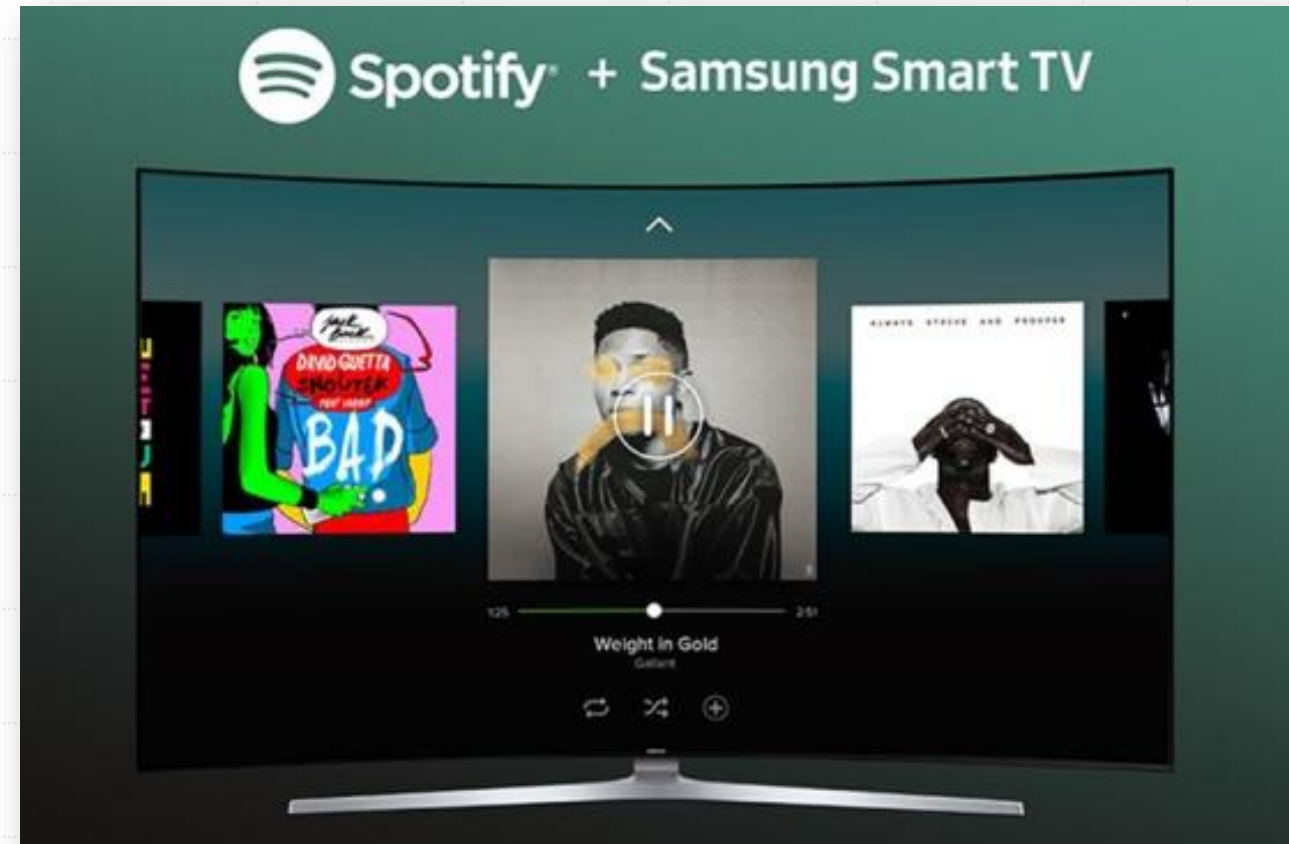 Spotify® + Samsung Smart TV
Jack
Back
DAVID GUETTA
SHOWTEK
FEAT VASSY
BAD
ALWAYS STRIVE AND PROSPER
1:25
2:51
Weight in Gold
Gallant
SAMSUNG